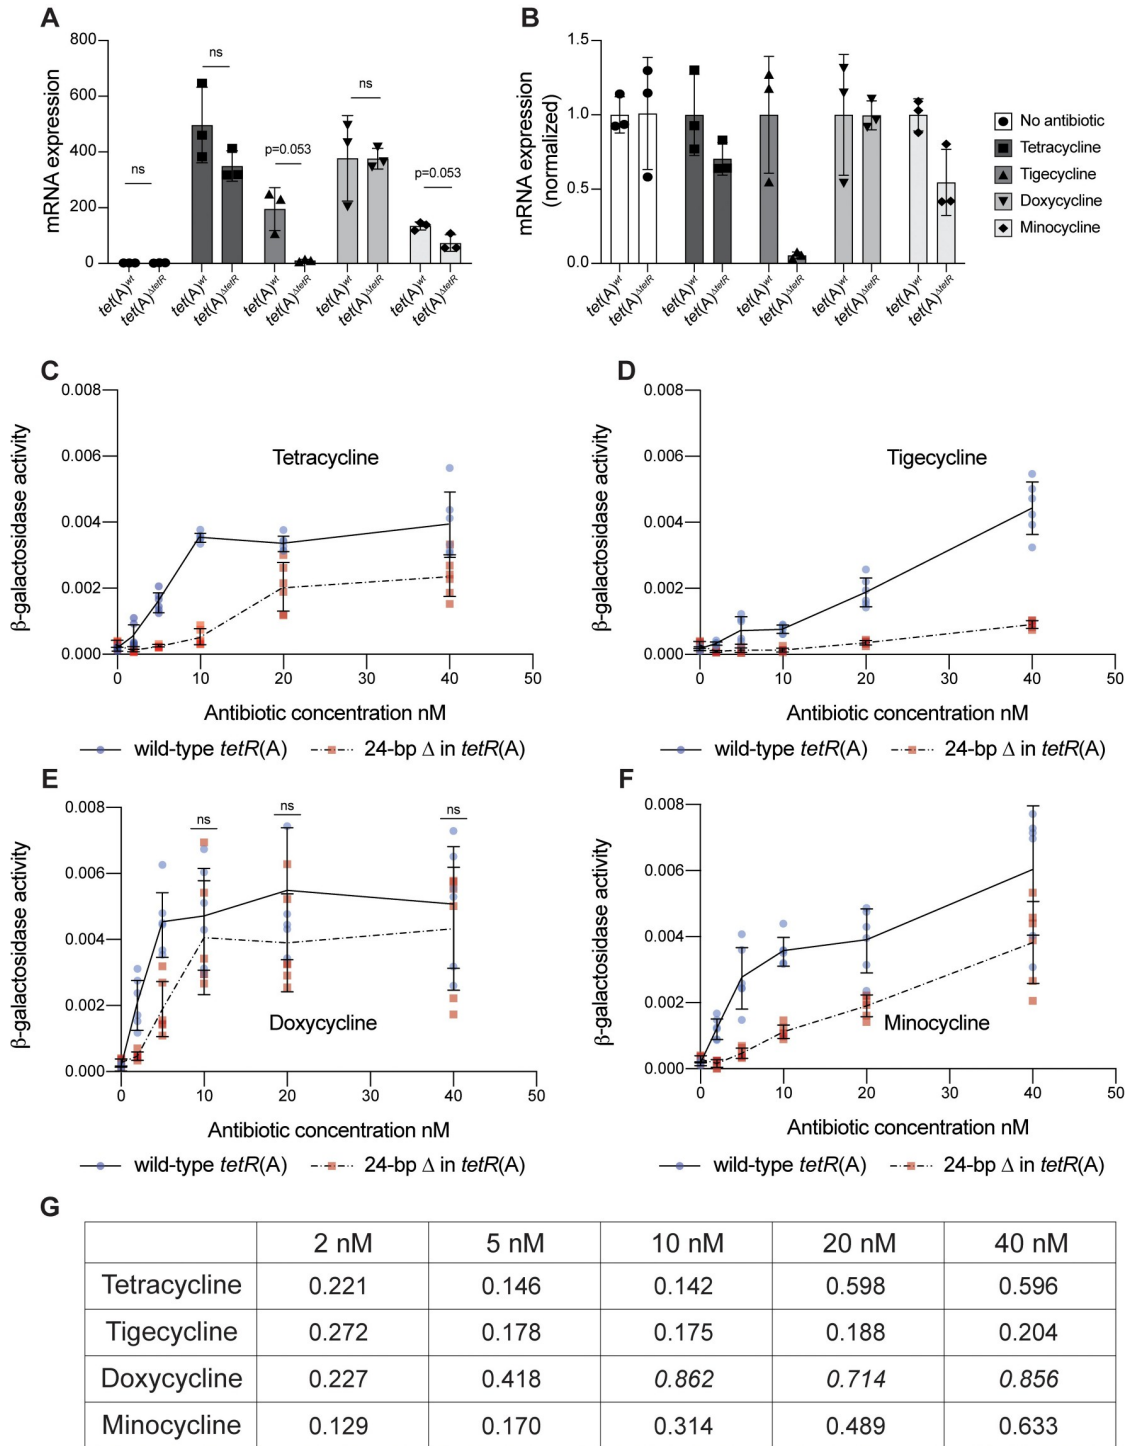 A
mRNA expression
800
600
400
200
0
ns
ns
p=0.053
ns
p=0.053
tet(A)wt
tet(A)ΔtetR
tet(A)wt
tet(A)ΔtetR
tet(A)wt
tet(A)ΔtetR
tet(A)wt
tet(A)ΔtetR
tet(A)wt
tet(A)ΔtetR
B
mRNA expression
(normalized)
1.5
1.0
0.5
0.0
tet(A)wt
tet(A)ΔtetR
tet(A)wt
tet(A)ΔtetR
tet(A)wt
tet(A)ΔtetR
tet(A)wt
tet(A)ΔtetR
tet(A)wt
tet(A)ΔtetR
No antibiotic
Tetracycline
Tigecycline
Doxycycline
Minocycline
C
β-galactosidase activity
0.008
0.006
0.004
0.002
0.000
Tetracycline
0 10 20 30 40 50
Antibiotic concentration nM
wild-type tetR(A) 24-bp Δ in tetR(A)
D
β-galactosidase activity
0.008
0.006
0.004
0.002
0.000
Tigecycline
0 10 20 30 40 50
Antibiotic concentration nM
wild-type tetR(A) 24-bp Δ in tetR(A)
E
β-galactosidase activity
0.008
0.006
0.004
0.002
0.000
ns ns ns
Doxycycline
0 10 20 30 40 50
Antibiotic concentration nM
wild-type tetR(A) 24-bp Δ in tetR(A)
F
β-galactosidase activity
0.008
0.006
0.004
0.002
0.000
Minocycline
0 10 20 30 40 50
Antibiotic concentration nM
wild-type tetR(A) 24-bp Δ in tetR(A)
G
2 nM 5 nM 10 nM 20 nM 40 nM
Tetracycline 0.221 0.146 0.142 0.598 0.596
Tigecycline 0.272 0.178 0.175 0.188 0.204
Doxycycline 0.227 0.418 0.862 0.714 0.856
Minocycline 0.129 0.170 0.314 0.489 0.633